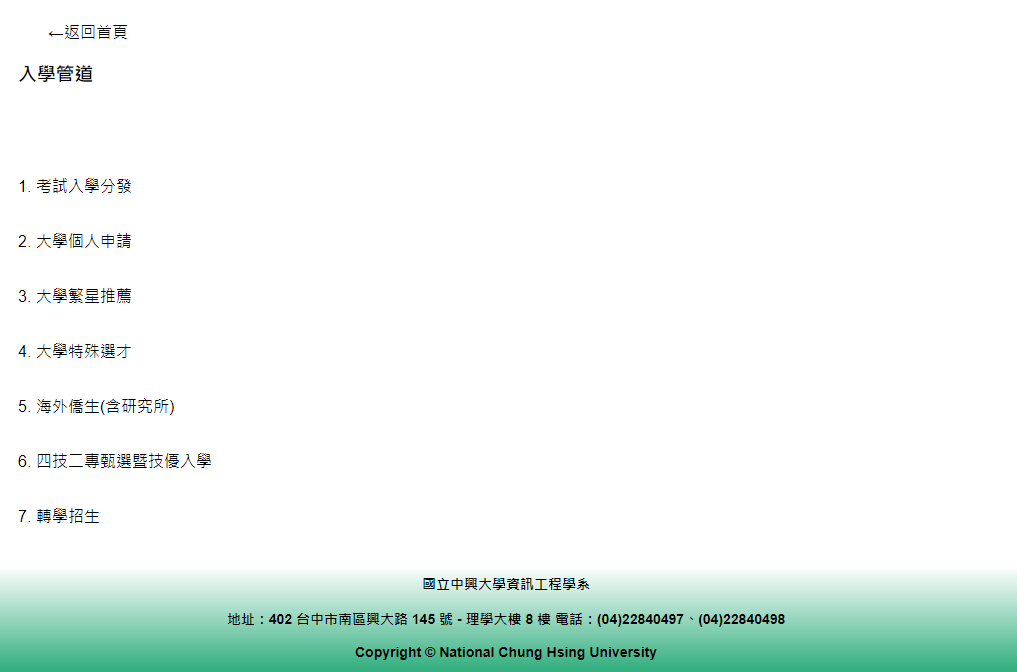 ←返回首頁
入學管道
1. 考試入學分發
2. 大學個人申請
3. 大學繁星推薦
4. 大學特殊選才
5. 海外僑生(含研究所)
6. 四技二專甄選暨技優入學
7. 轉學招生
國立中興大學資訊工程學系
地址：402 台中市南區興大路 145 號 - 理學大樓 8 樓 電話：(04)22840497、(04)22840498
Copyright © National Chung Hsing University